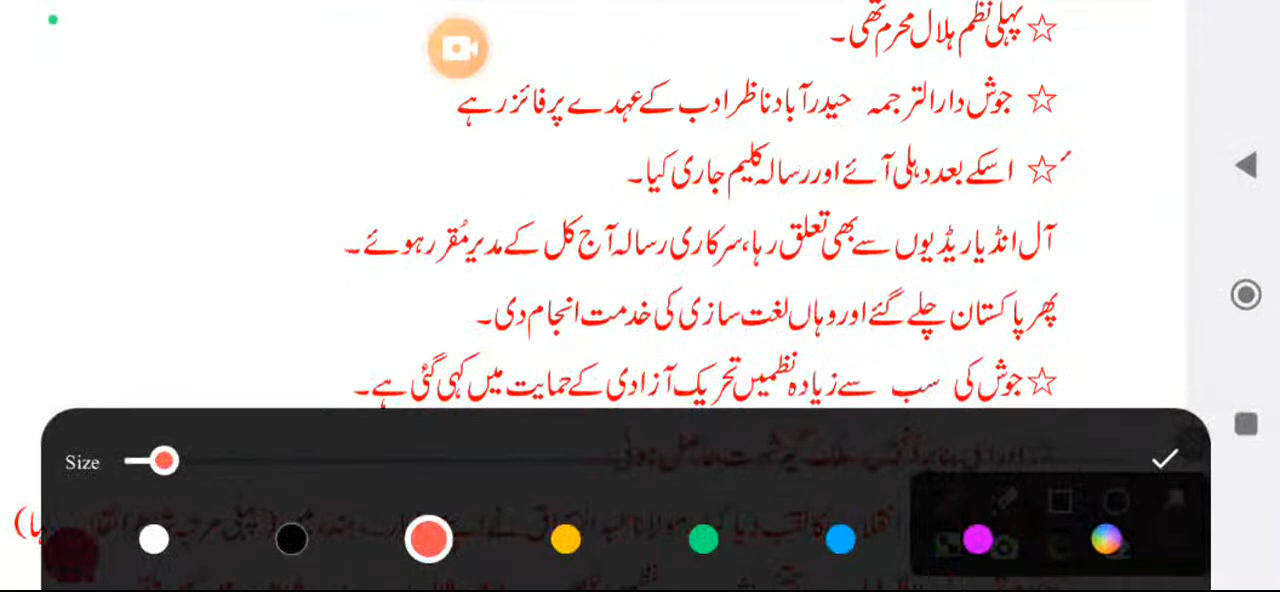 ☆ پہلی نظم ہلال محرم تھی۔
☆ جوش دارالترجمہ حیدرآباد ناظر ادب کے عہدے پر فائز رہے
☆ اسکے بعد دہلی آئے اور رسالہ کلیم جاری کیا۔
آل انڈیا ریڈیوں سے بھی تعلق رہا، سرکاری رسالہ آج کل کے مدیر مُقرر ہوئے۔
پھر پاکستان چلے گئے اور وہاں لغت سازی کی خدمت انجام دی۔
☆ جوش کی سب سے زیادہ نظمیں تحریک آزادی کے حمایت میں کہی گئی ہے۔
Size